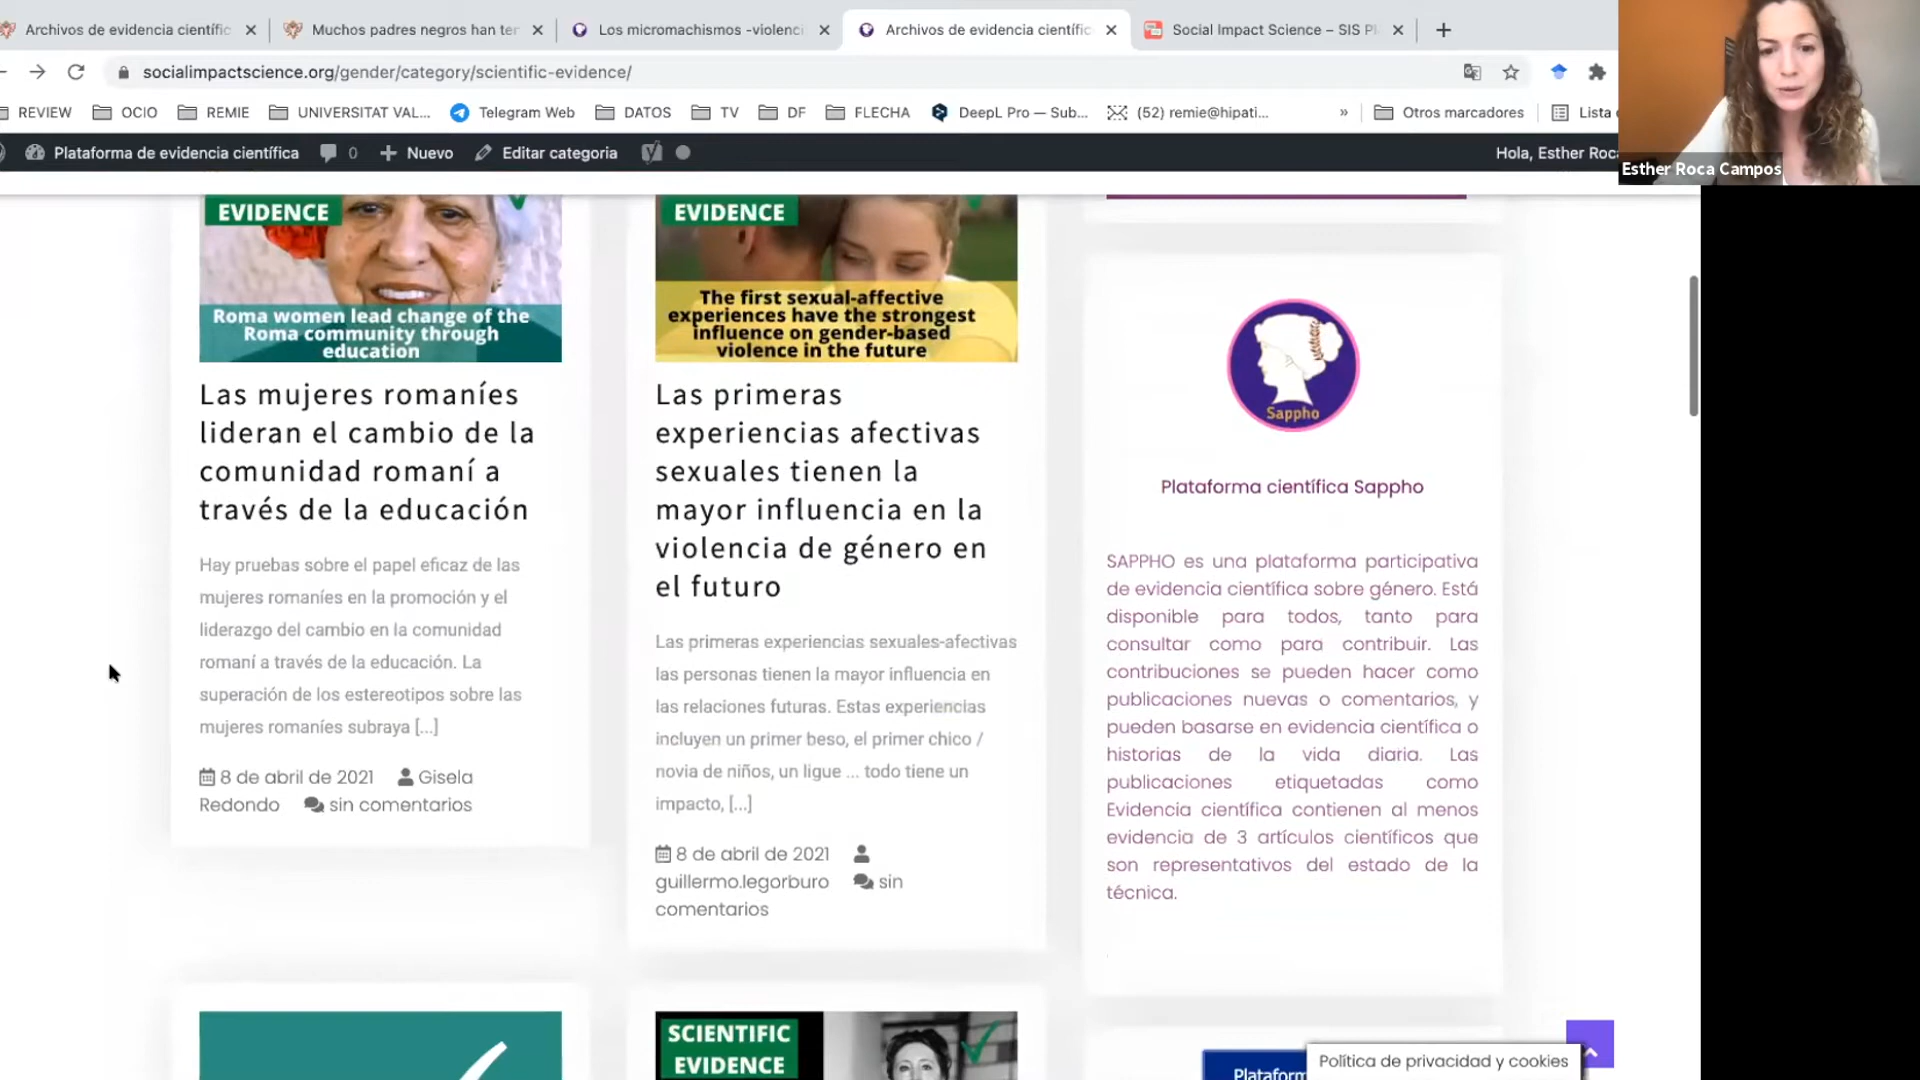 Archivos de evidencia científic
Muchos padres negros han ter
Los micromachismos -violenci
Archivos de evidencia científic
Social Impact Science – SIS Pl
socialimpactscience.org/gender/category/scientific-evidence/
REVIEW
OCIO
REMIE
UNIVERSITAT VAL...
Telegram Web
DATOS
TV
DF
FLECHA
DeepL Pro — Sub...
(52) remie@hipati...
»
Otros marcadores
Lista
Plataforma de evidencia científica
0
Nuevo
Editar categoria
Hola, Esther Roca
Esther Roca Campos
EVIDENCE
Roma women lead change of the
Roma community through
education
Las mujeres romaníes
lideran el cambio de la
comunidad romaní a
través de la educación
Hay pruebas sobre el papel eficaz de las
mujeres romaníes en la promoción y el
liderazgo del cambio en la comunidad
romaní a través de la educación. La
superación de los estereotipos sobre las
mujeres romaníes subraya [...]
8 de abril de 2021 Gisela
Redondo sin comentarios
EVIDENCE
The first sexual-affective
experiences have the strongest
influence on gender-based
violence in the future
Las primeras
experiencias afectivas
sexuales tienen la
mayor influencia en la
violencia de género en
el futuro
Las primeras experiencias sexuales-afectivas
las personas tienen la mayor influencia en
las relaciones futuras. Estas experiencias
incluyen un primer beso, el primer chico /
novia de niños, un ligue ... todo tiene un
impacto, [...]
8 de abril de 2021
guillermo.legorburo sin
comentarios
SCIENTIFIC
EVIDENCE
Sappho
Plataforma científica Sappho
SAPPHO es una plataforma participativa
de evidencia científica sobre género. Está
disponible para todos, tanto para
consultar como para contribuir. Las
contribuciones se pueden hacer como
publicaciones nuevas o comentarios, y
pueden basarse en evidencia científica o
historias de la vida diaria. Las
publicaciones etiquetadas como
Evidencia científica contienen al menos
evidencia de 3 artículos científicos que
son representativos del estado de la
técnica.
Plataform
Política de privacidad y cookies